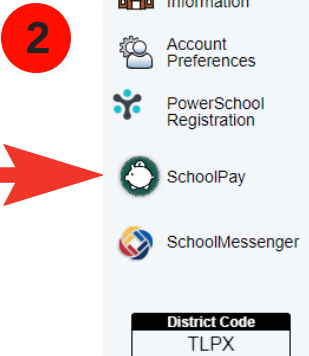 2
Information
Account
Preferences
PowerSchool
Registration
SchoolPay
SchoolMessenger
District Code
TLPX